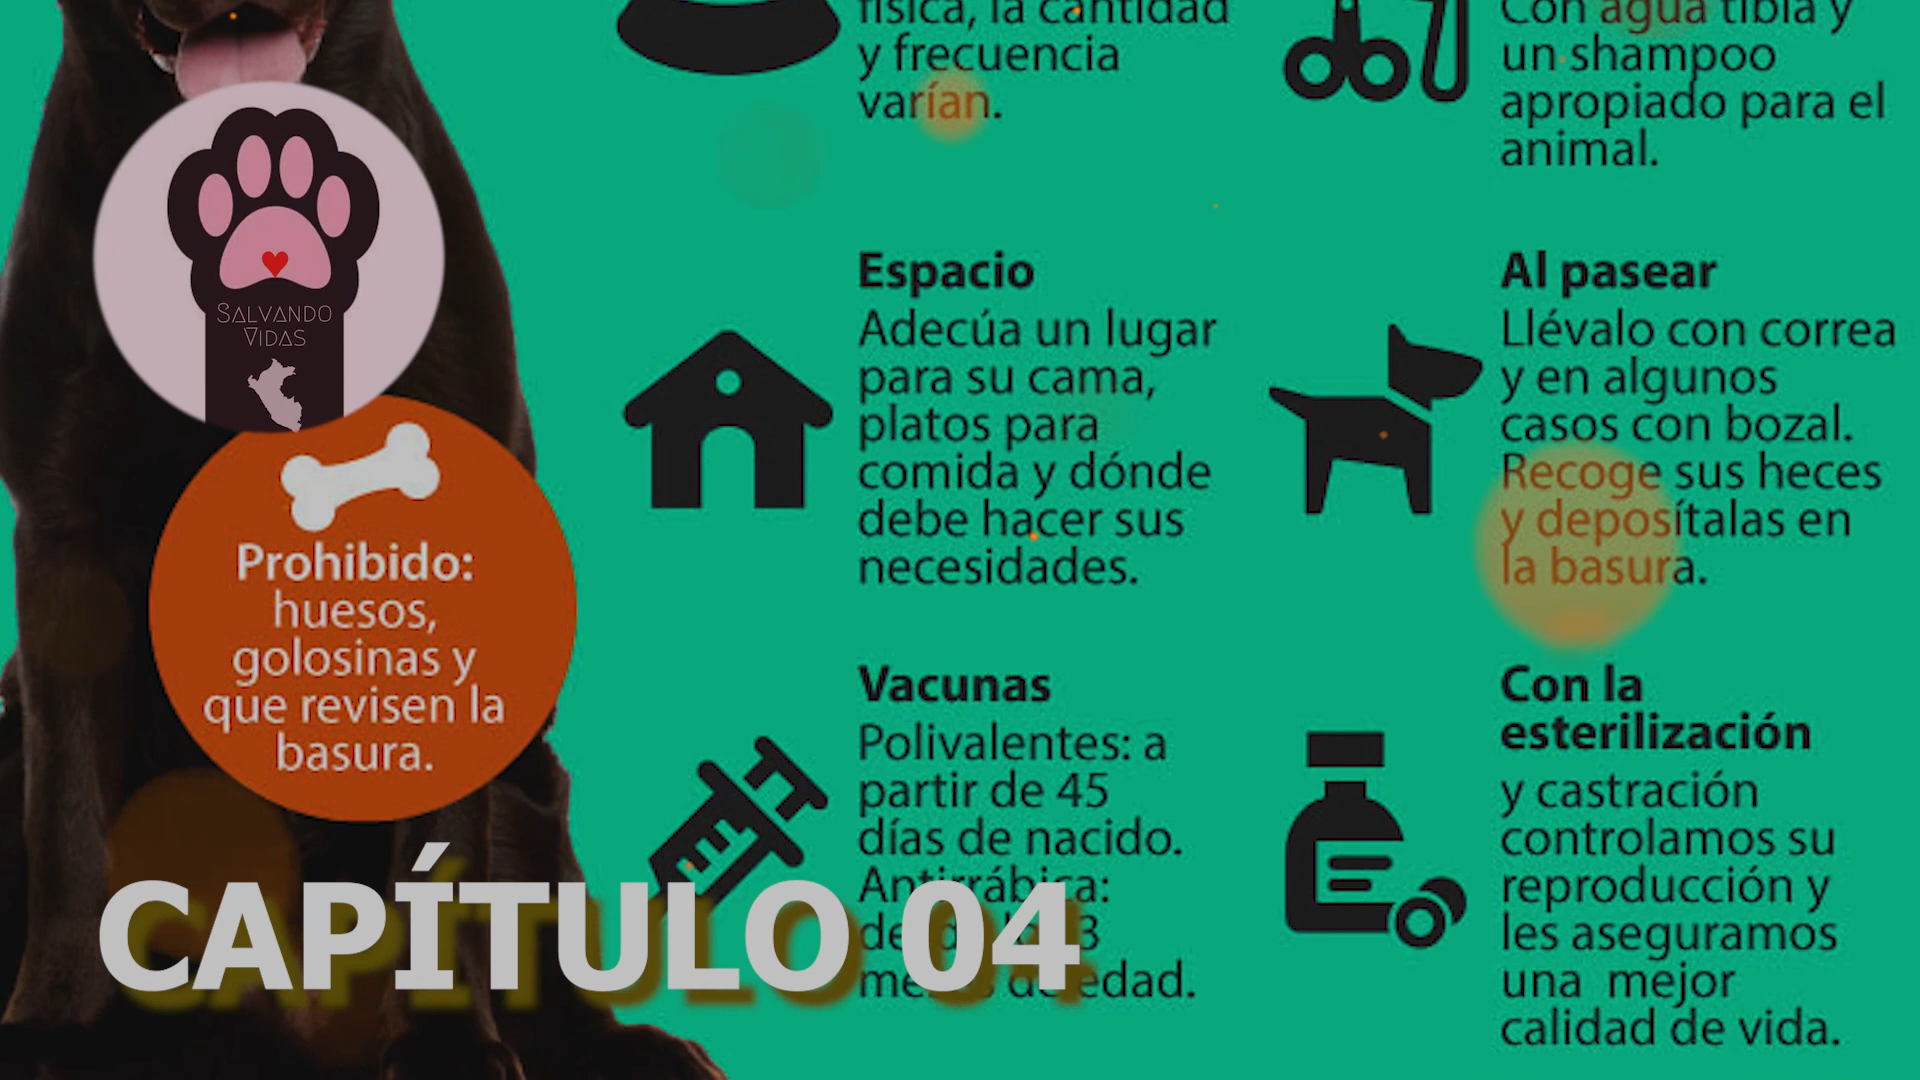 física, la cantidad
y frecuencia
varían.
Con agua tibia y
un shampoo
apropiado para el
animal.
SALVANDO
VIDAS
Prohibido:
huesos,
golosinas y
que revisen la
basura.
Espacio
Adecúa un lugar
para su cama,
platos para
comida y dónde
debe hacer sus
necesidades.
Al pasear
Llévalo con correa
y en algunos
casos con bozal.
Recoge sus heces
y deposítalas en
la basura.
Vacunas
Polivalentes: a
partir de 45
días de nacido.
Antirrábica:
3
edad.
Con la
esterilización
y castración
controlamos su
reproducción y
les aseguramos
una mejor
calidad de vida.
CAPÍTULO 04